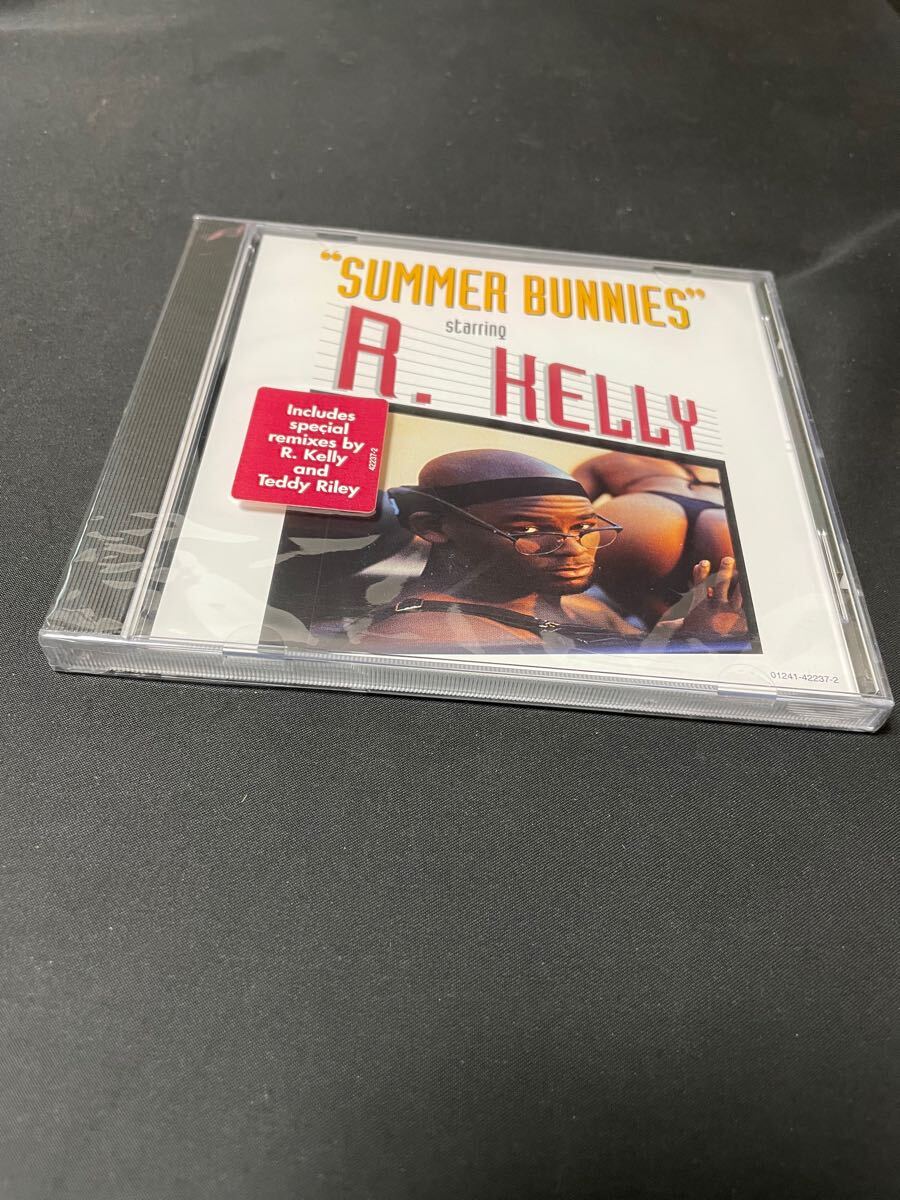 “SUMMER BUNNIES”
starring
R. KELLY
Includes
special
remixes by
R. Kelly
and
Teddy Riley
42237-2
01241-42237-2